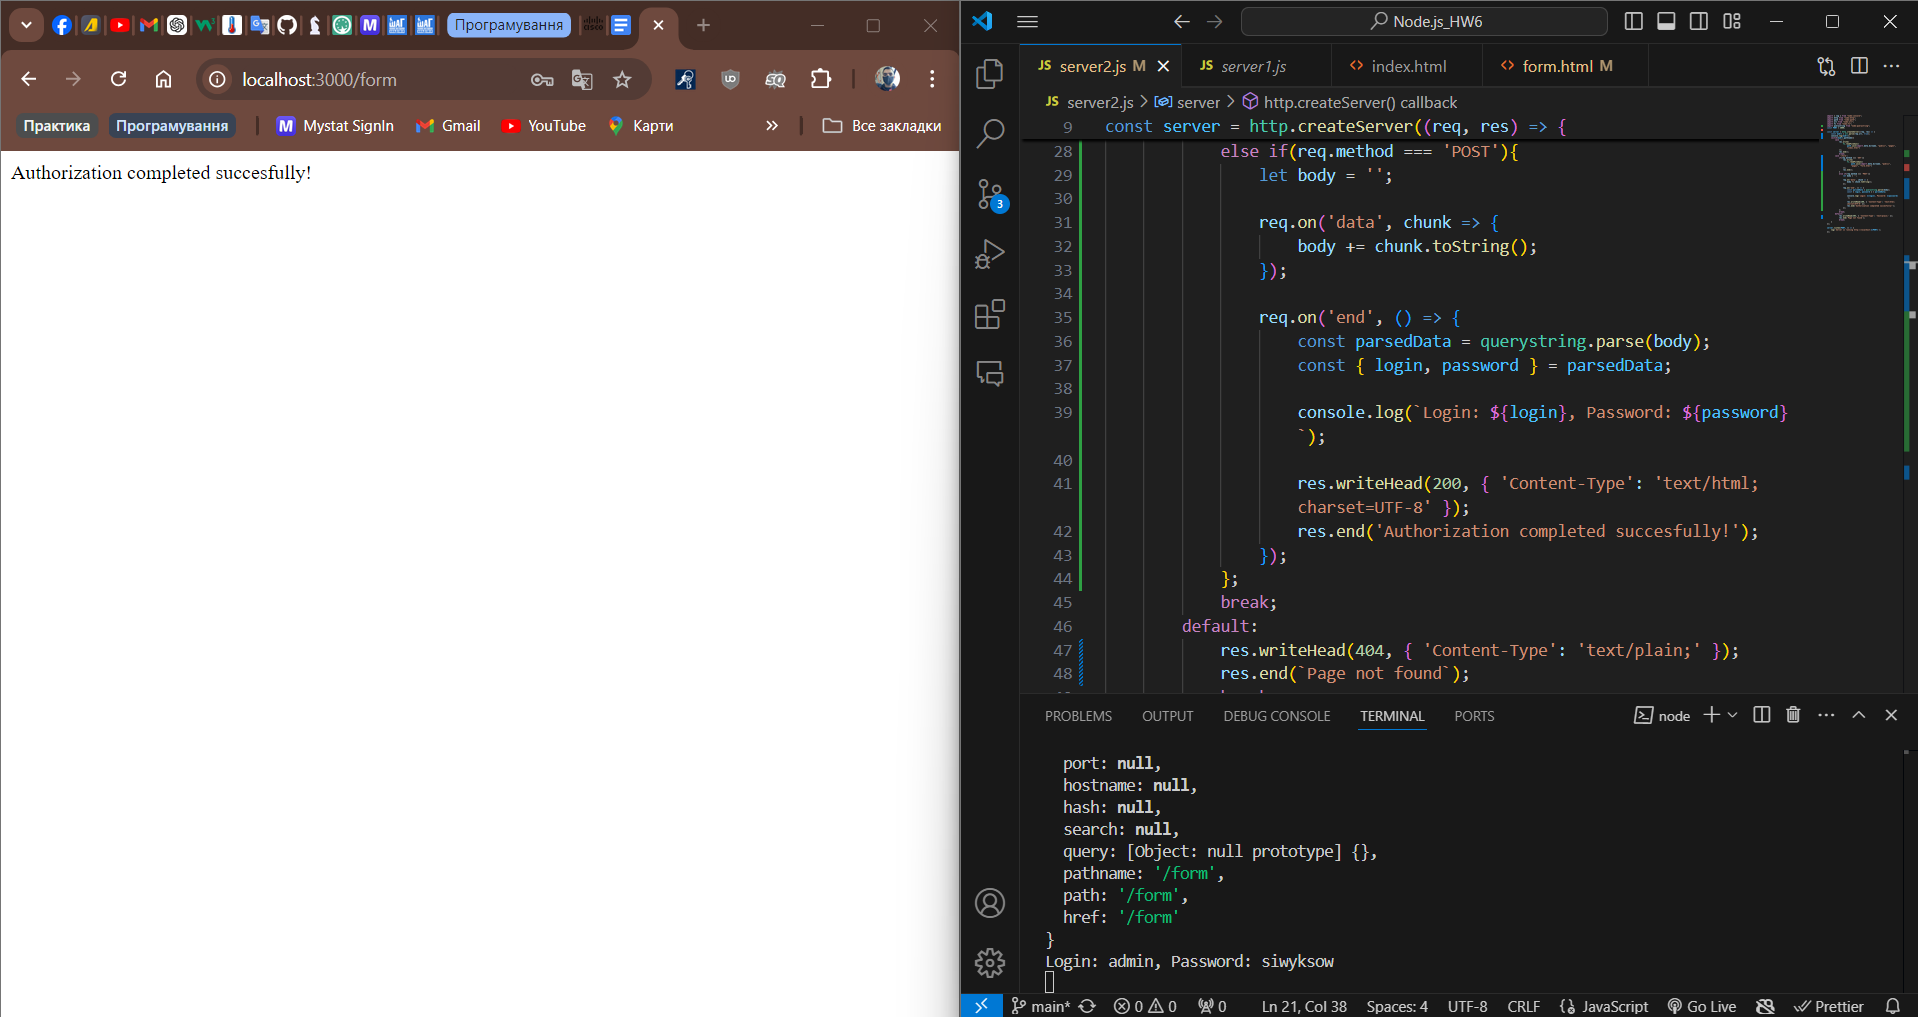 Програмування
localhost:3000/form
Практика
Програмування
Mystat SignIn
Gmail
YouTube
Карти
Все закладки
Authorization completed succesfully!
Node.js_HW6
JS server2.js M
JS server1.js
index.html
form.html M
JS server2.js > server > http.createServer() callback
9 const server = http.createServer((req, res) => {
28 else if(req.method === 'POST'){
29 let body = '';
30
31 req.on('data', chunk => {
32 body += chunk.toString();
33 });
34
35 req.on('end', () => {
36 const parsedData = querystring.parse(body);
37 const { login, password } = parsedData;
38
39 console.log(`Login: ${login}, Password: ${password}
`);
40
41 res.writeHead(200, { 'Content-Type': 'text/html;
charset=UTF-8' });
42 res.end('Authorization completed succesfully!');
43 });
44 };
45 break;
46 default:
47 res.writeHead(404, { 'Content-Type': 'text/plain;' });
48 res.end(`Page not found`);
3
PROBLEMS
OUTPUT
DEBUG CONSOLE
TERMINAL
PORTS
node
port: null,
hostname: null,
hash: null,
search: null,
query: [Object: null prototype] {},
pathname: '/form',
path: '/form',
href: '/form'
}
Login: admin, Password: siwyksow
main*
0
0
0
Ln 21, Col 38
Spaces: 4
UTF-8
CRLF
JavaScript
Go Live
Prettier